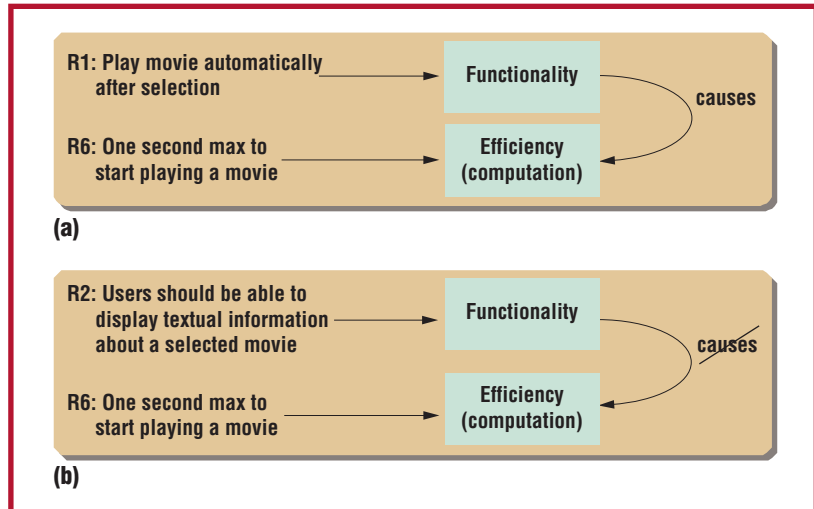 R1: Play movie automatically
after selection
Functionality
causes
R6: One second max to
start playing a movie
Efficiency
(computation)
(a)
R2: Users should be able to
display textual information
about a selected movie
Functionality
causes
R6: One second max to
start playing a movie
Efficiency
(computation)
(b)